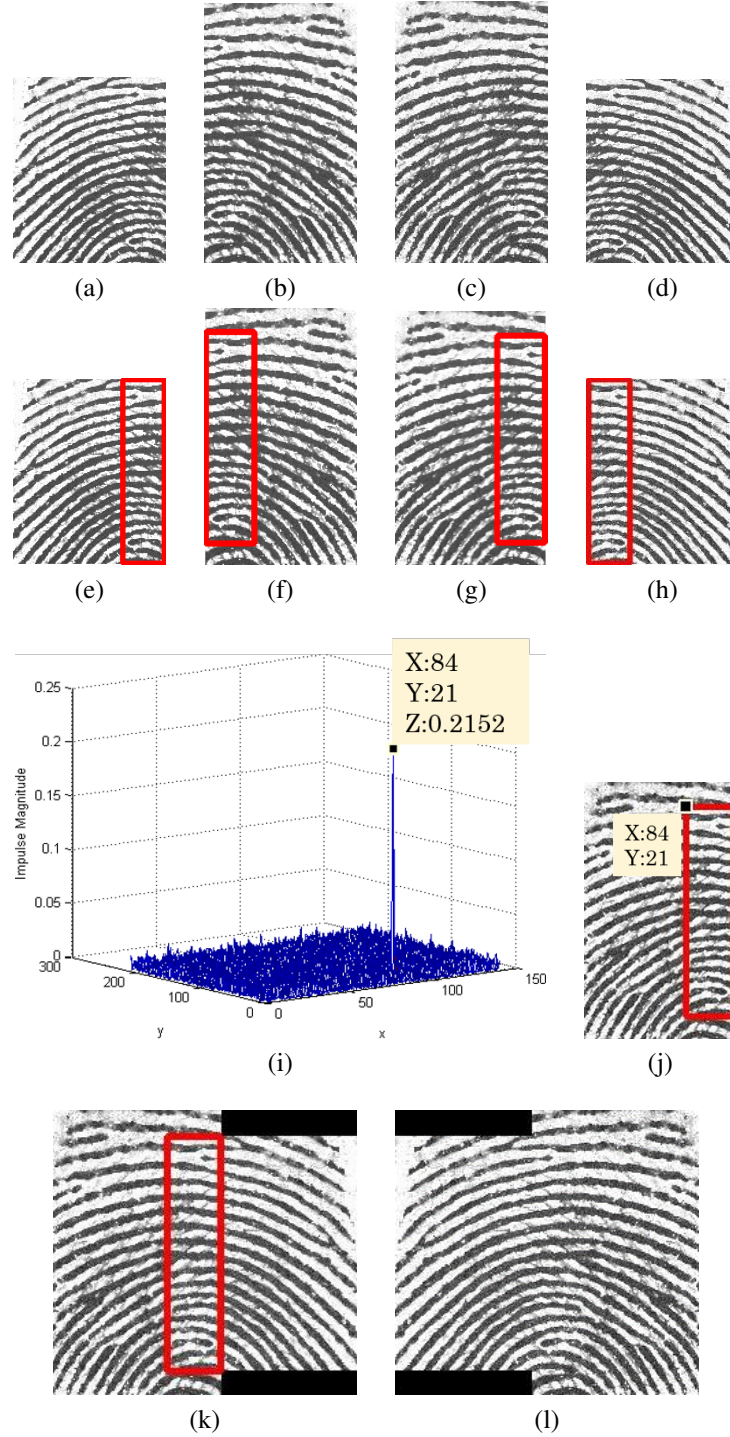 (a) (b) (c) (d)
(e) (f) (g) (h)
X:84
Y:21
Z:0.2152
0.25
0.2
0.15
0.1
0.05
0
Impulse Magnitude
300
200
100
0
y
0
50
100
150
x
X:84
Y:21
(i) (j)
(k) (l)